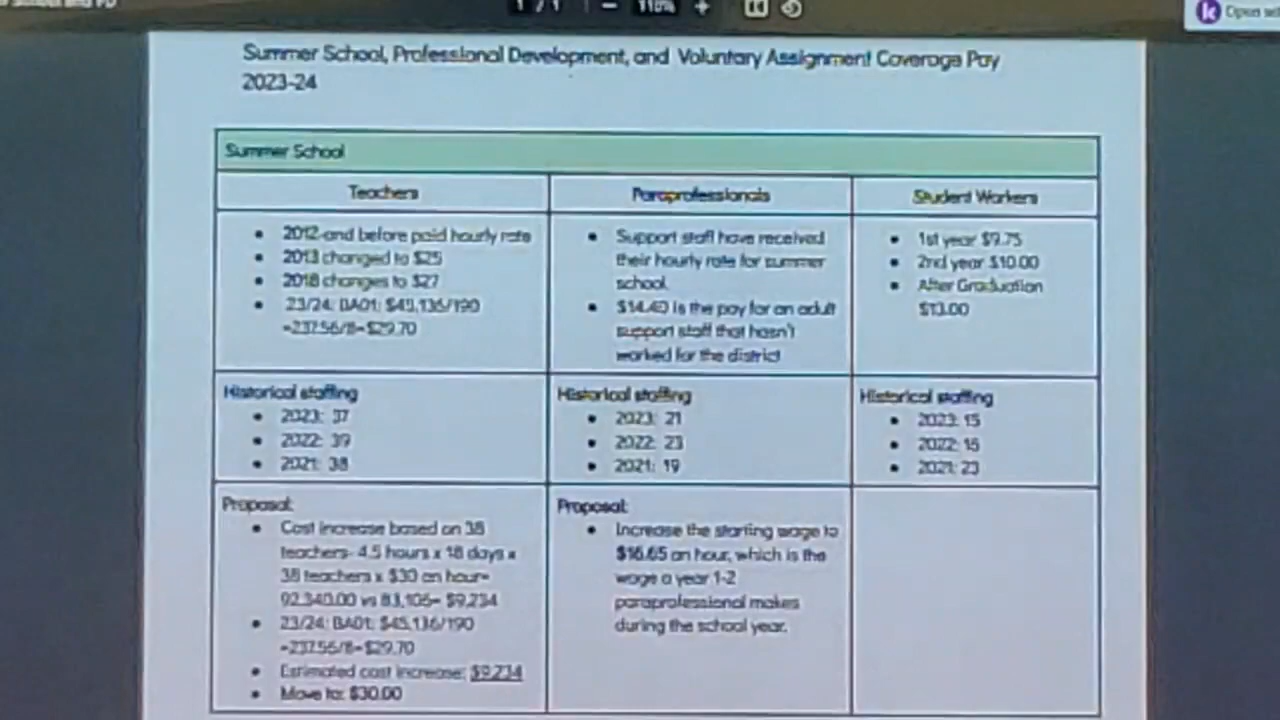 1 / 1
110%
Summer School, Professional Development, and Voluntary Assignment Coverage Pay
2023-24
Summer School
Teachers
2012 and before paid hourly rate
2013 changed to $25
2018 changes to $27
23/24: BA01: $45,136/190
=237.56/8=$29.70
Paraprofessionals
Support staff have received
their hourly rate for summer
school.
$14.40 is the pay for an adult
support staff that hasn't
worked for the district
Student Workers
1st year $9.75
2nd year $10.00
After Graduation
$13.00
Historical staffing
2023: 37
2022: 39
2021: 38
Historical staffing
2023: 21
2022: 23
2021: 19
Historical staffing
2023: 15
2022: 15
2021: 23
Proposal:
Cost increase based on 38
teachers- 4.5 hours x 18 days x
38 teachers x $30 an hour=
92,340.00 vs 83,106= $9,234
23/24: BA01: $45,136/190
=237.56/8=$29.70
Estimated cost increase: $9,234
Move to: $30.00
Proposal:
Increase the starting wage to
$16.65 an hour, which is the
wage a year 1-2
paraprofessional makes
during the school year.